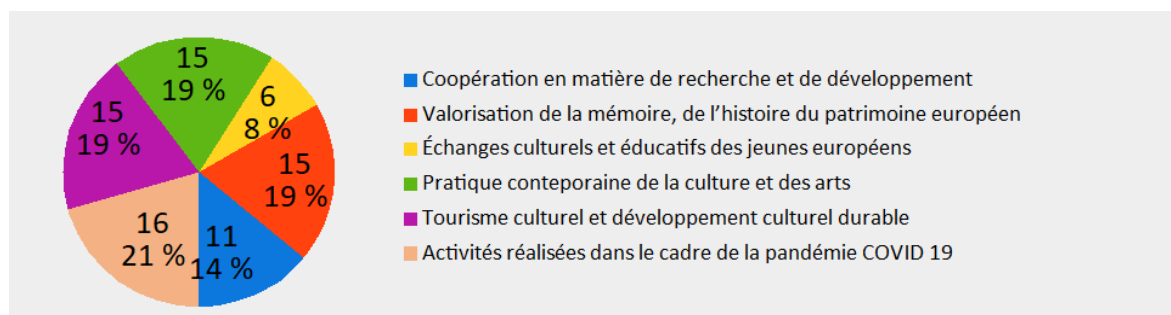 15
19 %
6
8 %
15
19 %
15
19 %
16
21 %
11
14 %
Coopération en matière de recherche et de développement
Valorisation de la mémoire, de l’histoire du patrimoine européen
Échanges culturels et éducatifs des jeunes européens
Pratique conteporaine de la culture et des arts
Tourisme culturel et développement culturel durable
Activités réalisées dans le cadre de la pandémie COVID 19